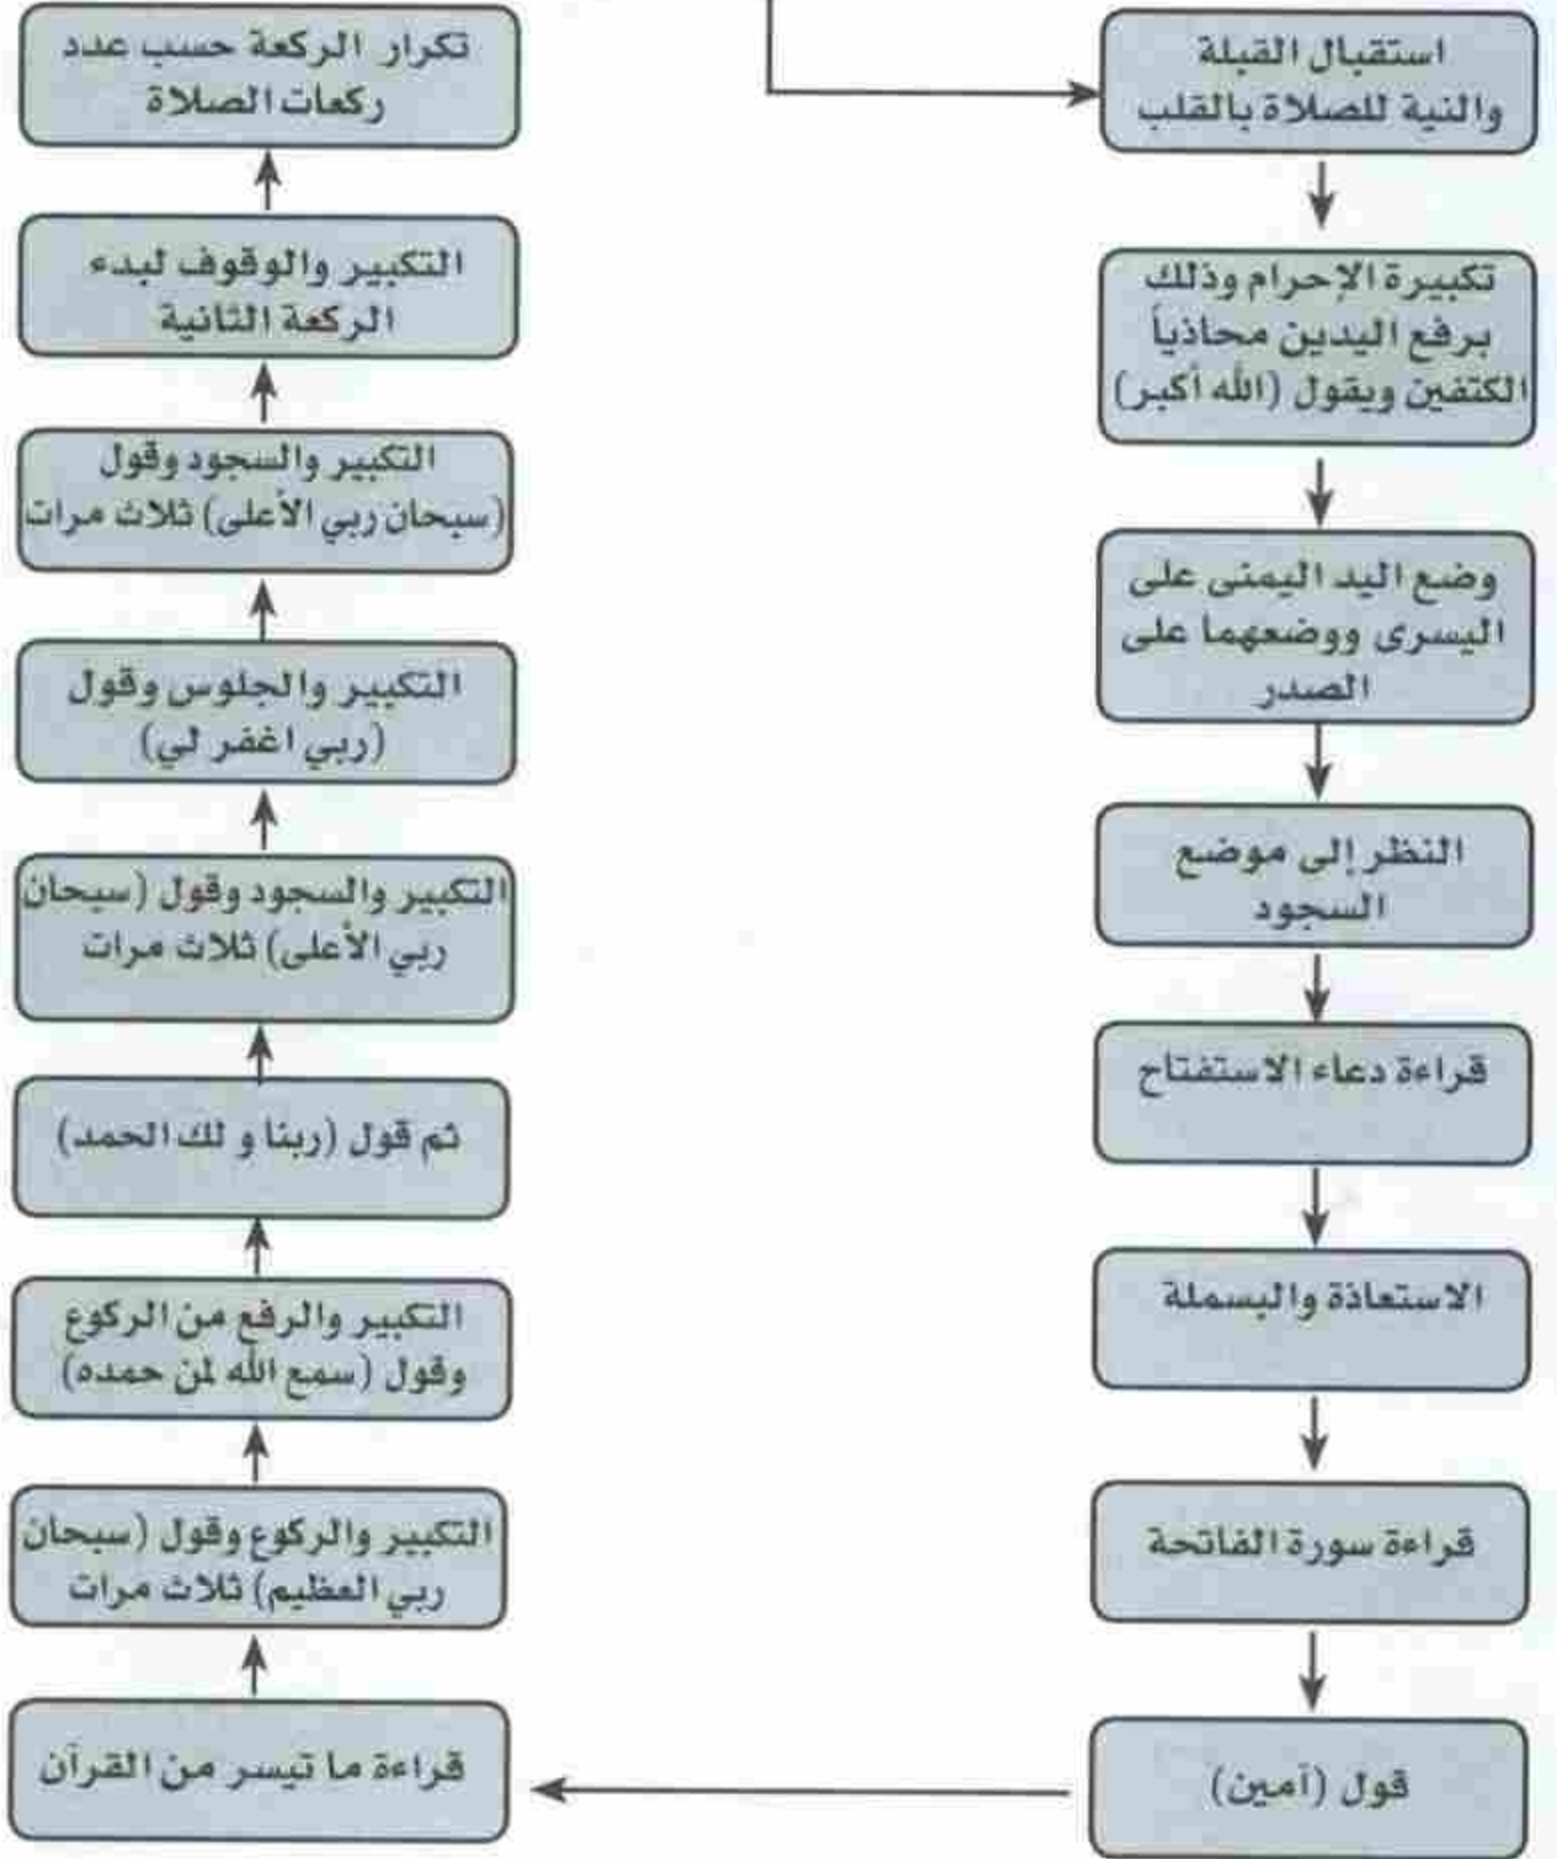 استقبال القبلة
والنية للصلاة بالقلب
تكبيرة الإحرام وذلك
برفع اليدين محاذياً
الكتفين ويقول (الله أكبر)
وضع اليد اليمنى على
اليسرى ووضعهما على
الصدر
النظر إلى موضع
السجود
قراءة دعاء الاستفتاح
الاستعاذة والبسملة
قراءة سورة الفاتحة
قول (آمين)
قراءة ما تيسر من القرآن
التكبير والركوع وقول (سبحان
ربي العظيم) ثلاث مرات
التكبير والرفع من الركوع
وقول (سمع الله لمن حمده)
ثم قول (ربنا و لك الحمد)
التكبير والسجود وقول (سبحان
ربي الأعلى) ثلاث مرات
التكبير والجلوس وقول
(ربي اغفر لي)
التكبير والسجود وقول
(سبحان ربي الأعلى) ثلاث مرات
التكبير والوقوف لبدء
الركعة الثانية
تكرار الركعة حسب عدد
ركعات الصلاة